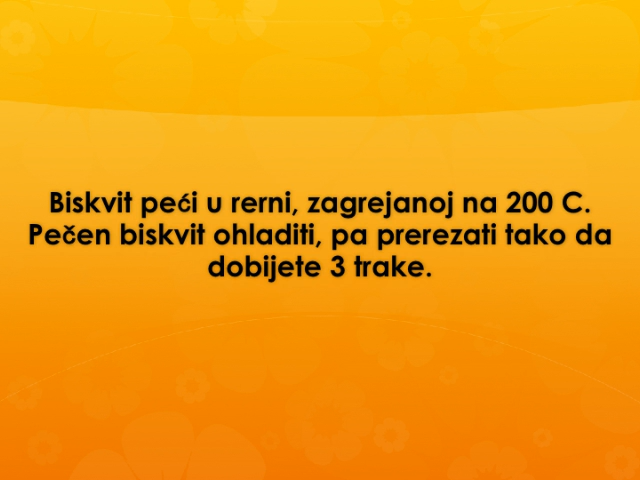 Biskvit peći u rerni, zagrejanoj na 200 C.
Pečen biskvit ohladiti, pa prerezati tako da
dobijete 3 trake.